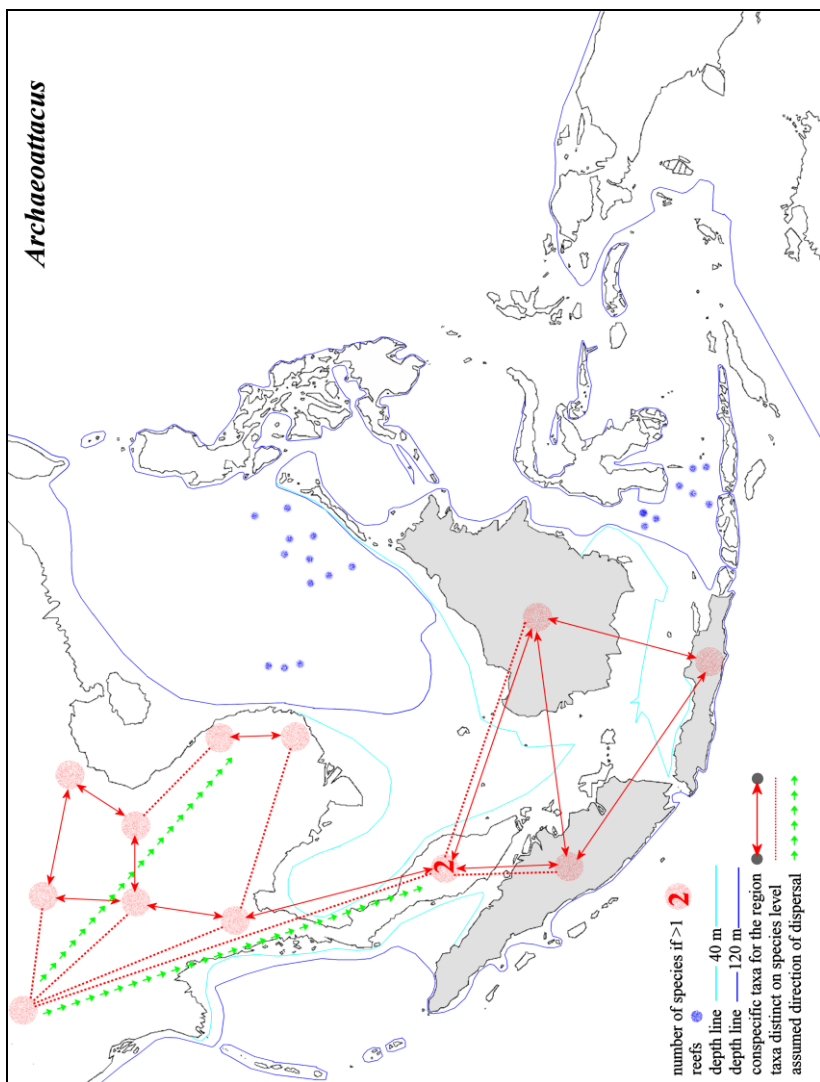 Archaeoattacus
2
number of species if >1 2
reefs
depth line 40 m
depth line 120 m
conspecific taxa for the region
taxa distinct on species level
assumed direction of dispersal